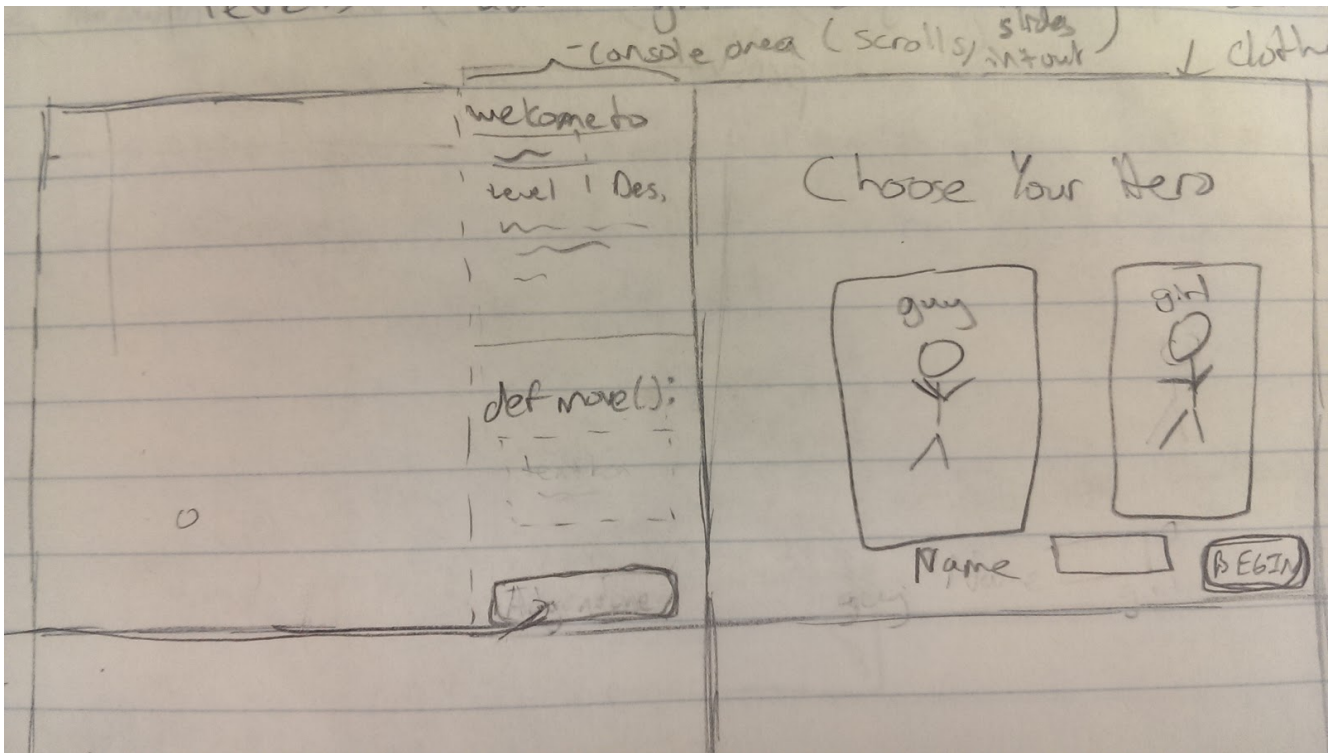 levels
- console area (scrolls, slides in + out)
↓ cloth
welcome to
Level 1 Des.
def move():
Choose Your Hero
guy
girl
Name
BEGIN